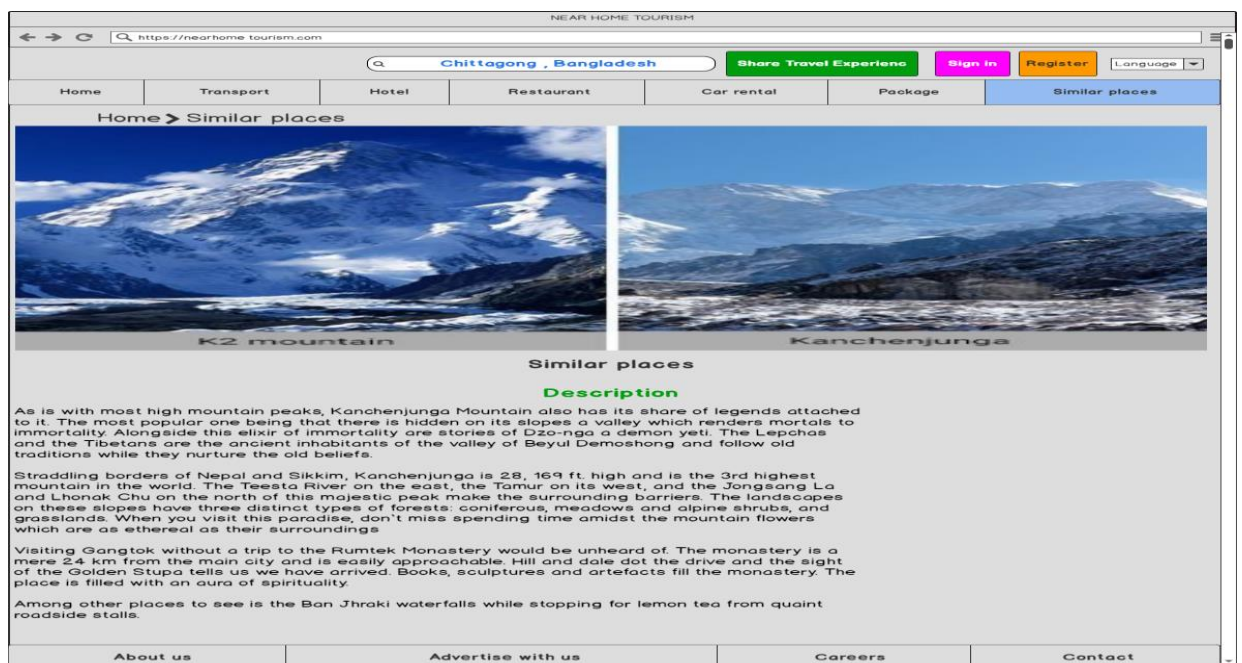 NEAR HOME TOURISM
https://nearhome tourism.com
Chittagong , Bangladesh
Share Travel Experienc
Sign in
Register
Language
Home
Transport
Hotel
Restaurant
Car rental
Package
Similar places
Home > Similar places
K2 mountain
Kanchenjunga
Similar places
Description
As is with most high mountain peaks, Kanchenjunga Mountain also has its share of legends attached
to it. The most popular one being that there is hidden on its slopes a valley which renders mortals to
immortality. Alongside this elixir of immortality are stories of Dzo-nga a demon yeti. The Lepchas
and the Tibetans are the ancient inhabitants of the valley of Beyul Demoshong and follow old
traditions while they nurture the old beliefs.
Straddling borders of Nepal and Sikkim, Kanchenjunga is 28, 169 ft. high and is the 3rd highest
mountain in the world. The Teesta River on the east, the Tamur on its west, and the Jongsang La
and Lhonak Chu on the north of this majestic peak make the surrounding barriers. The landscapes
on these slopes have three distinct types of forests: coniferous, meadows and alpine shrubs, and
grasslands. When you visit this paradise, don`t miss spending time amidst the mountain flowers
which are as ethereal as their surroundings
Visiting Gangtok without a trip to the Rumtek Monastery would be unheard of. The monastery is a
mere 24 km from the main city and is easily approachable. Hill and dale dot the drive and the sight
of the Golden Stupa tells us we have arrived. Books, sculptures and artefacts fill the monastery. The
place is filled with an aura of spirituality.
Among other places to see is the Ban Jhraki waterfalls while stopping for lemon tea from quaint
roadside stalls.
About us
Advertise with us
Careers
Contact